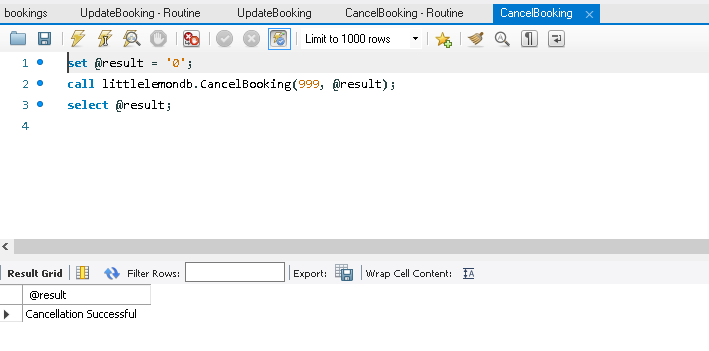 bookings UpdateBooking - Routine UpdateBooking CancelBooking - Routine CancelBooking
Limit to 1000 rows
1 set @result = '0';
2 call littlelemondb.CancelBooking(999, @result);
3 select @result;
4
Result Grid Filter Rows: Export: Wrap Cell Content: IA
@result
Cancellation Successful